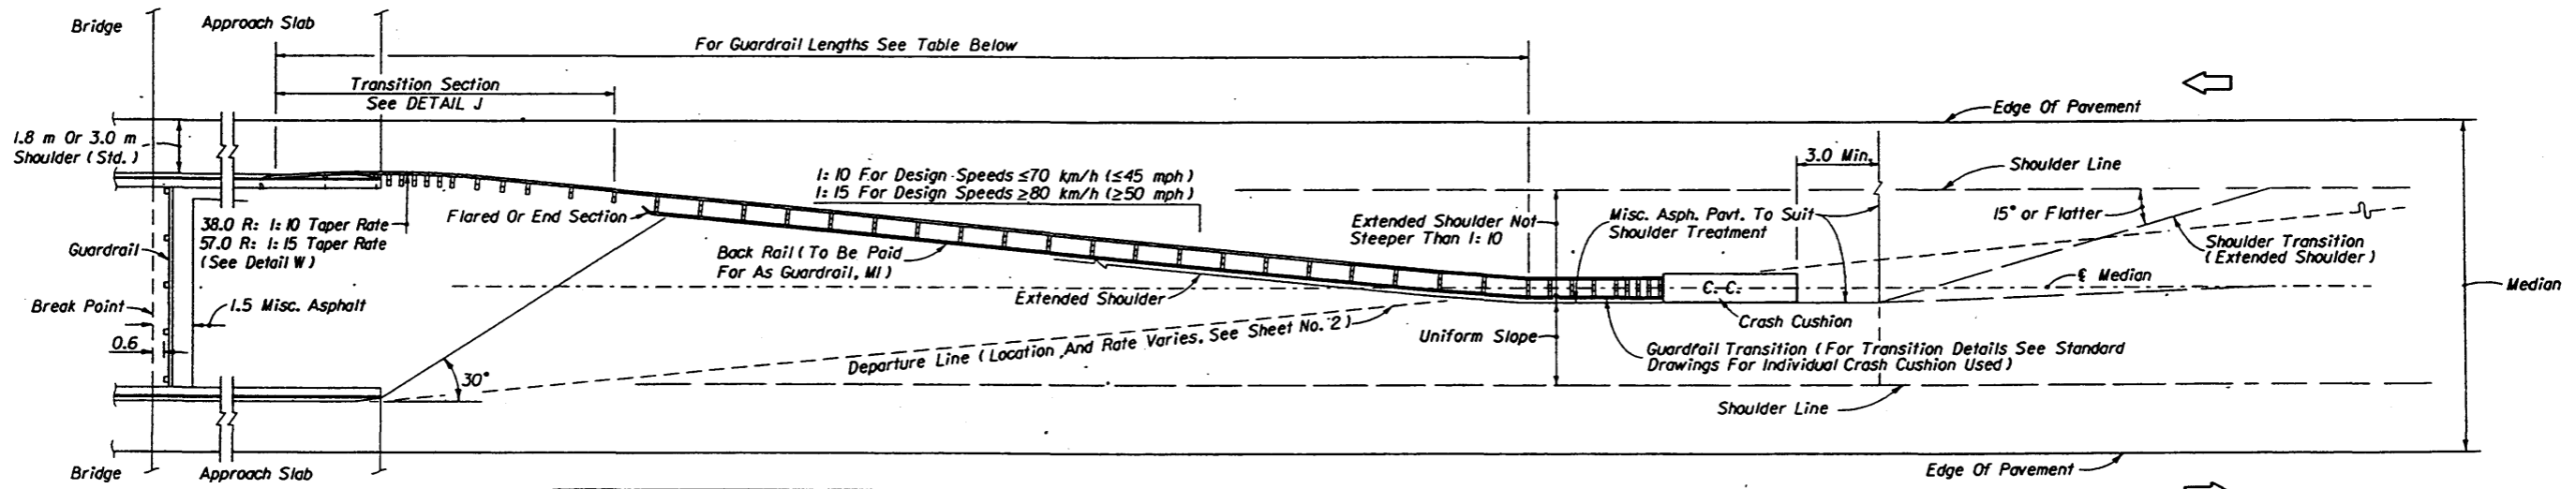 Bridge
Approach Slab
For Guardrail Lengths See Table Below
Transition Section
See DETAIL J
Edge Of Pavement
1.8 m Or 3.0 m
Shoulder (Std.)
3.0 Min.
Shoulder Line
1: 10 For Design Speeds ≤70 km/h (≤45 mph)
1: 15 For Design Speeds ≥80 km/h (≥50 mph)
38.0 R: 1: 10 Taper Rate
57.0 R: 1: 15 Taper Rate
(See Detail W)
Flared Or End Section
Extended Shoulder Not
Steeper Than 1: 10
Misc. Asph. Pavt. To Suit
Shoulder Treatment
15° or Flatter
Guardrail
Back Rail (To Be Paid
For As Guardrail, MI)
Shoulder Transition
(Extended Shoulder)
℄ Median
Median
C. C.
Extended Shoulder
Break Point
1.5 Misc. Asphalt
Crash Cushion
0.6
Uniform Slope
Departure Line (Location And Rate Varies, See Sheet No. 2)
Guardrail Transition (For Transition Details See Standard
Drawings For Individual Crash Cushion Used)
30°
Shoulder Line
Bridge
Approach Slab
Edge Of Pavement